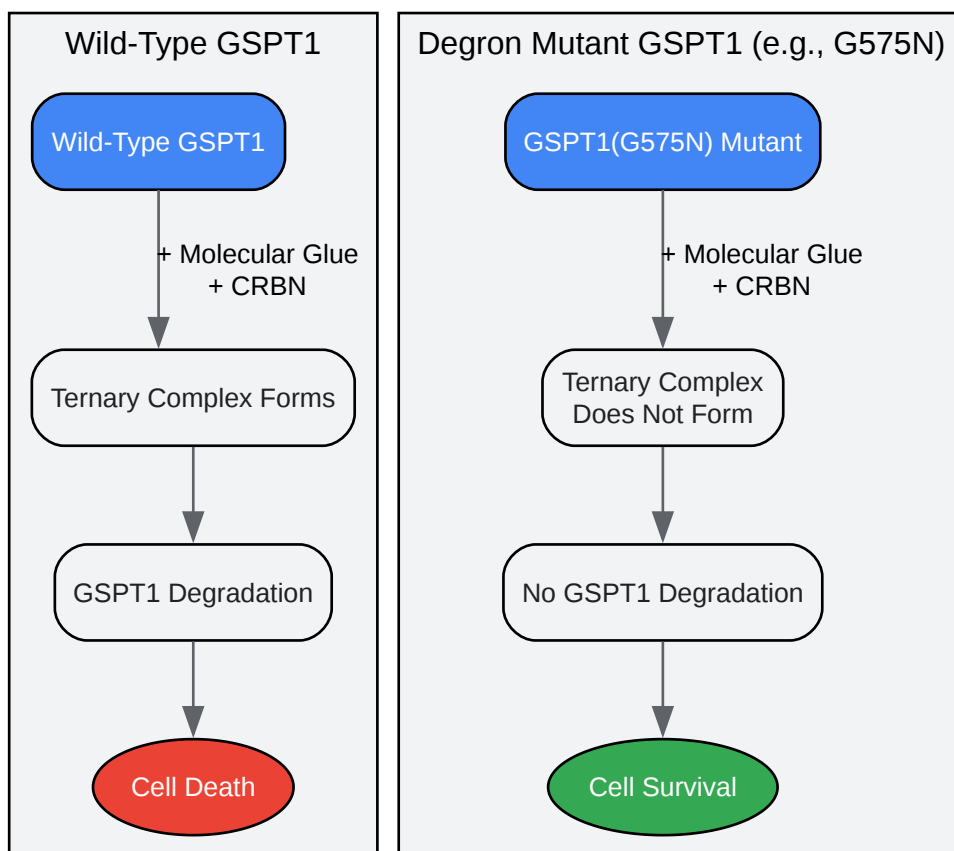 Wild-Type GSPT1
Wild-Type GSPT1
+ Molecular Glue
+ CRBN
Ternary Complex Forms
GSPT1 Degradation
Cell Death
Degron Mutant GSPT1 (e.g., G575N)
GSPT1(G575N) Mutant
+ Molecular Glue
+ CRBN
Ternary Complex
Does Not Form
No GSPT1 Degradation
Cell Survival